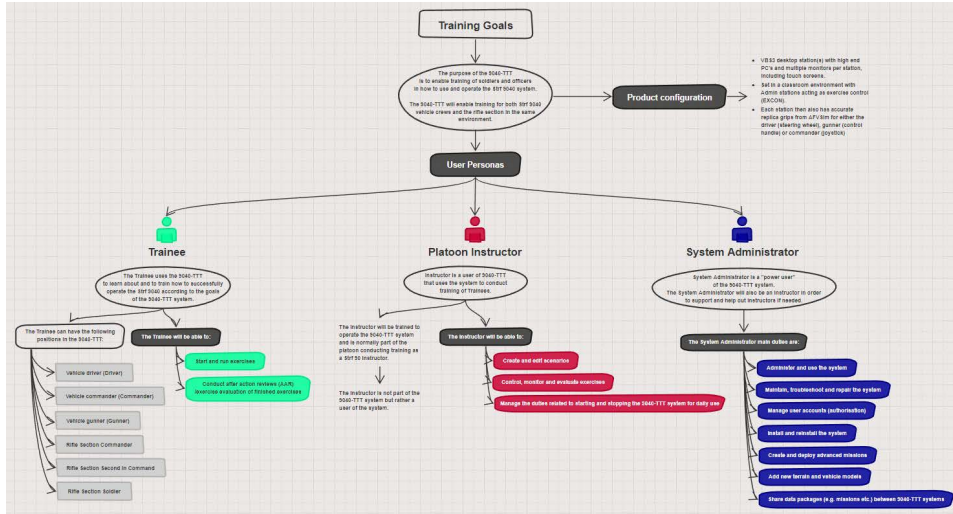 Training Goals
The purpose of the 9040-TTT
is to enable training of soldiers and officers
in how to use and operate the Strf 9040 system.
The 9040-TTT will enable training for both Strf 9040
vehicle crews and the rifle section in the same
environment.
Product configuration
VBS3 desktop station(s) with high end
PC's and multiple monitors per station,
including touch screens.
Set in a classroom environment with
Admin stations acting as exercise control
(EXCON).
Each station then also has accurate
replica grips from AFVSim for either the
driver (steering wheel), gunner (control
handle) or commander (joystick)
User Personas
Trainee
The Trainee uses the 9040-TTT
to learn about and to train how to successfully
operate the Strf 9040 according to the goals
of the 9040-TTT system.
The Trainee can have the following
positions in the 9040-TTT:
Vehicle driver (Driver)
Vehicle commander (Commander)
Vehicle gunner (Gunner)
Rifle Section Commander
Rifle Section Second in Command
Rifle Section Soldier
The Trainee will be able to:
Start and run exercises
Conduct after action reviews (AAR)
(exercise evaluation of finished exercises
Platoon Instructor
Instructor is a user of 9040-TTT
that uses the system to conduct
training of Trainees.
The Instructor will be trained to
operate the 9040-TTT system
and is normally part of the
platoon conducting training as
a Strf 90 instructor.
The Instructor is not part of the
9040-TTT system but rather a
user of the system.
The Instructor will be able to:
Create and edit scenarios
Control, monitor and evaluate exercises
Manage the duties related to starting and stopping the 9040-TTT system for daily use
System Administrator
System Administrator is a "power user"
of the 9040-TTT system.
The System Administrator will also be an instructor in order
to support and help out instructors if needed.
The System Administrator main duties are:
Administer and use the system
Maintain, troubleshoot and repair the system
Manage user accounts (authorisation)
Install and reinstall the system
Create and deploy advanced missions
Add new terrain and vehicle models
Share data packages (e.g. missions etc.) between 9040-TTT systems